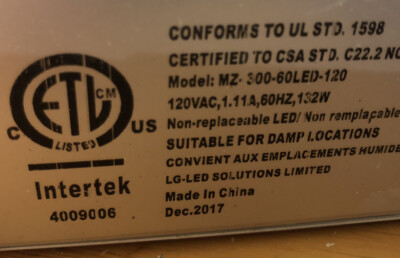 CONFORMS TO UL STD. 1598
CERTIFIED TO CSA STD. C22.2 NO
Model: MZ-300-60LED-120
120VAC,1.11A,60HZ,132W
Non-replaceable LED/ Non remplaçable
SUITABLE FOR DAMP LOCATIONS
CONVIENT AUX EMPLACEMENTS HUMIDE
LG-LED SOLUTIONS LIMITED
Made In China
Dec.2017
ETL
CM
C US
LISTED
Intertek
4009006